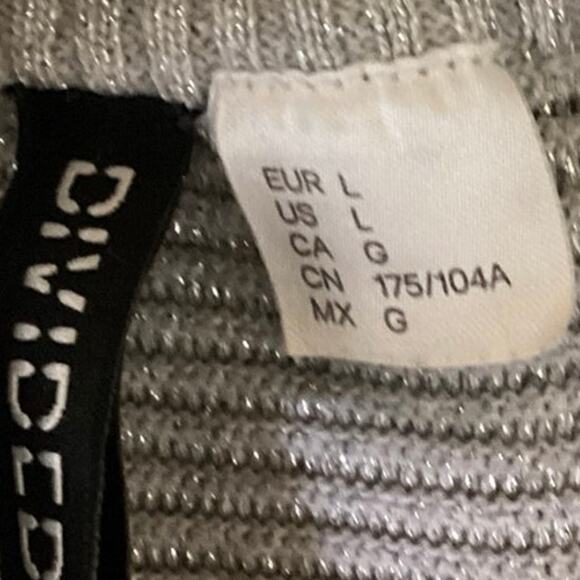 DIVIDED
EUR L
US L
CA G
CN 175/104A
MX G